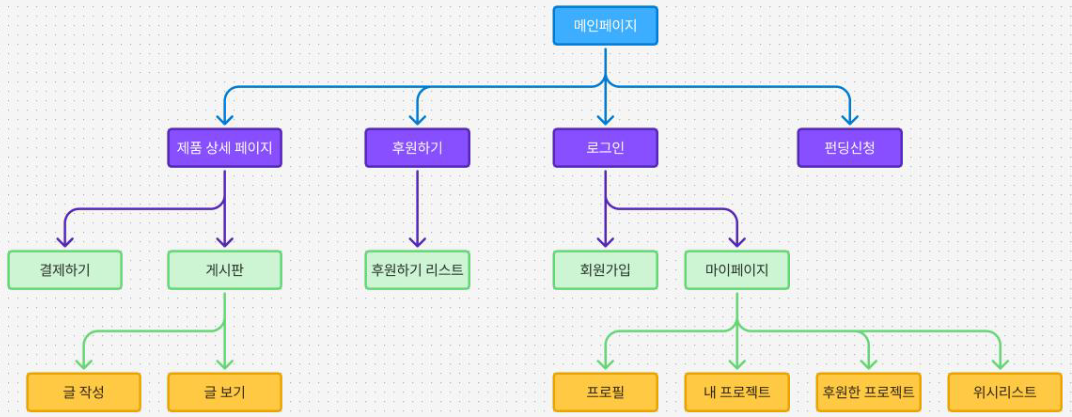 메인페이지
제품 상세 페이지
후원하기
로그인
펀딩신청
결제하기
게시판
후원하기 리스트
회원가입
마이페이지
글 작성
글 보기
프로필
내 프로젝트
후원한 프로젝트
위시리스트